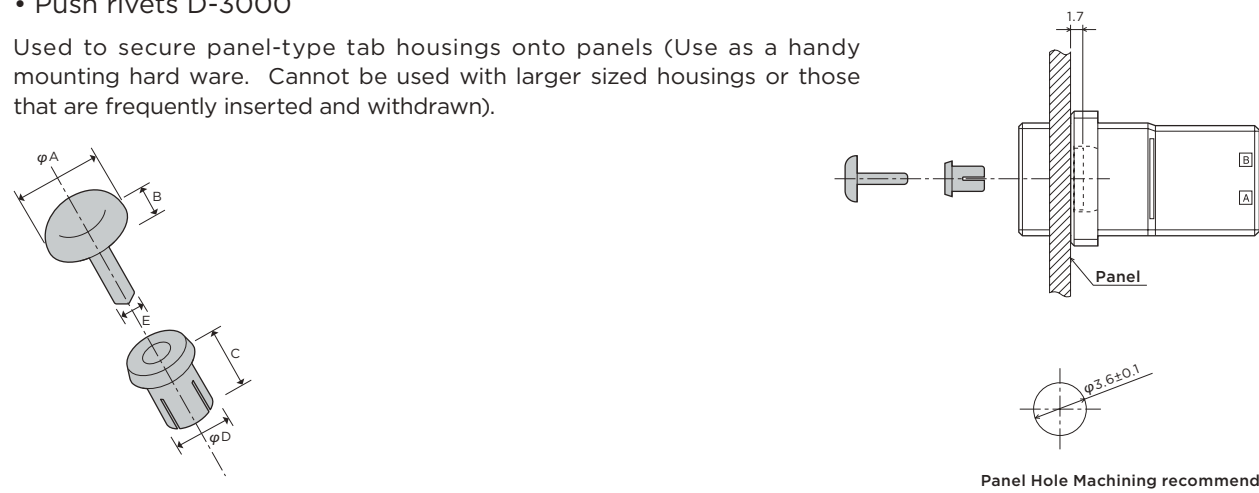 • Push rivets D-3000
Used to secure panel-type tab housings onto panels (Use as a handy
mounting hard ware. Cannot be used with larger sized housings or those
that are frequently inserted and withdrawn).
φA
B
E
C
φD
1.7
B
A
Panel
φ3.6±0.1
Panel Hole Machining recommend